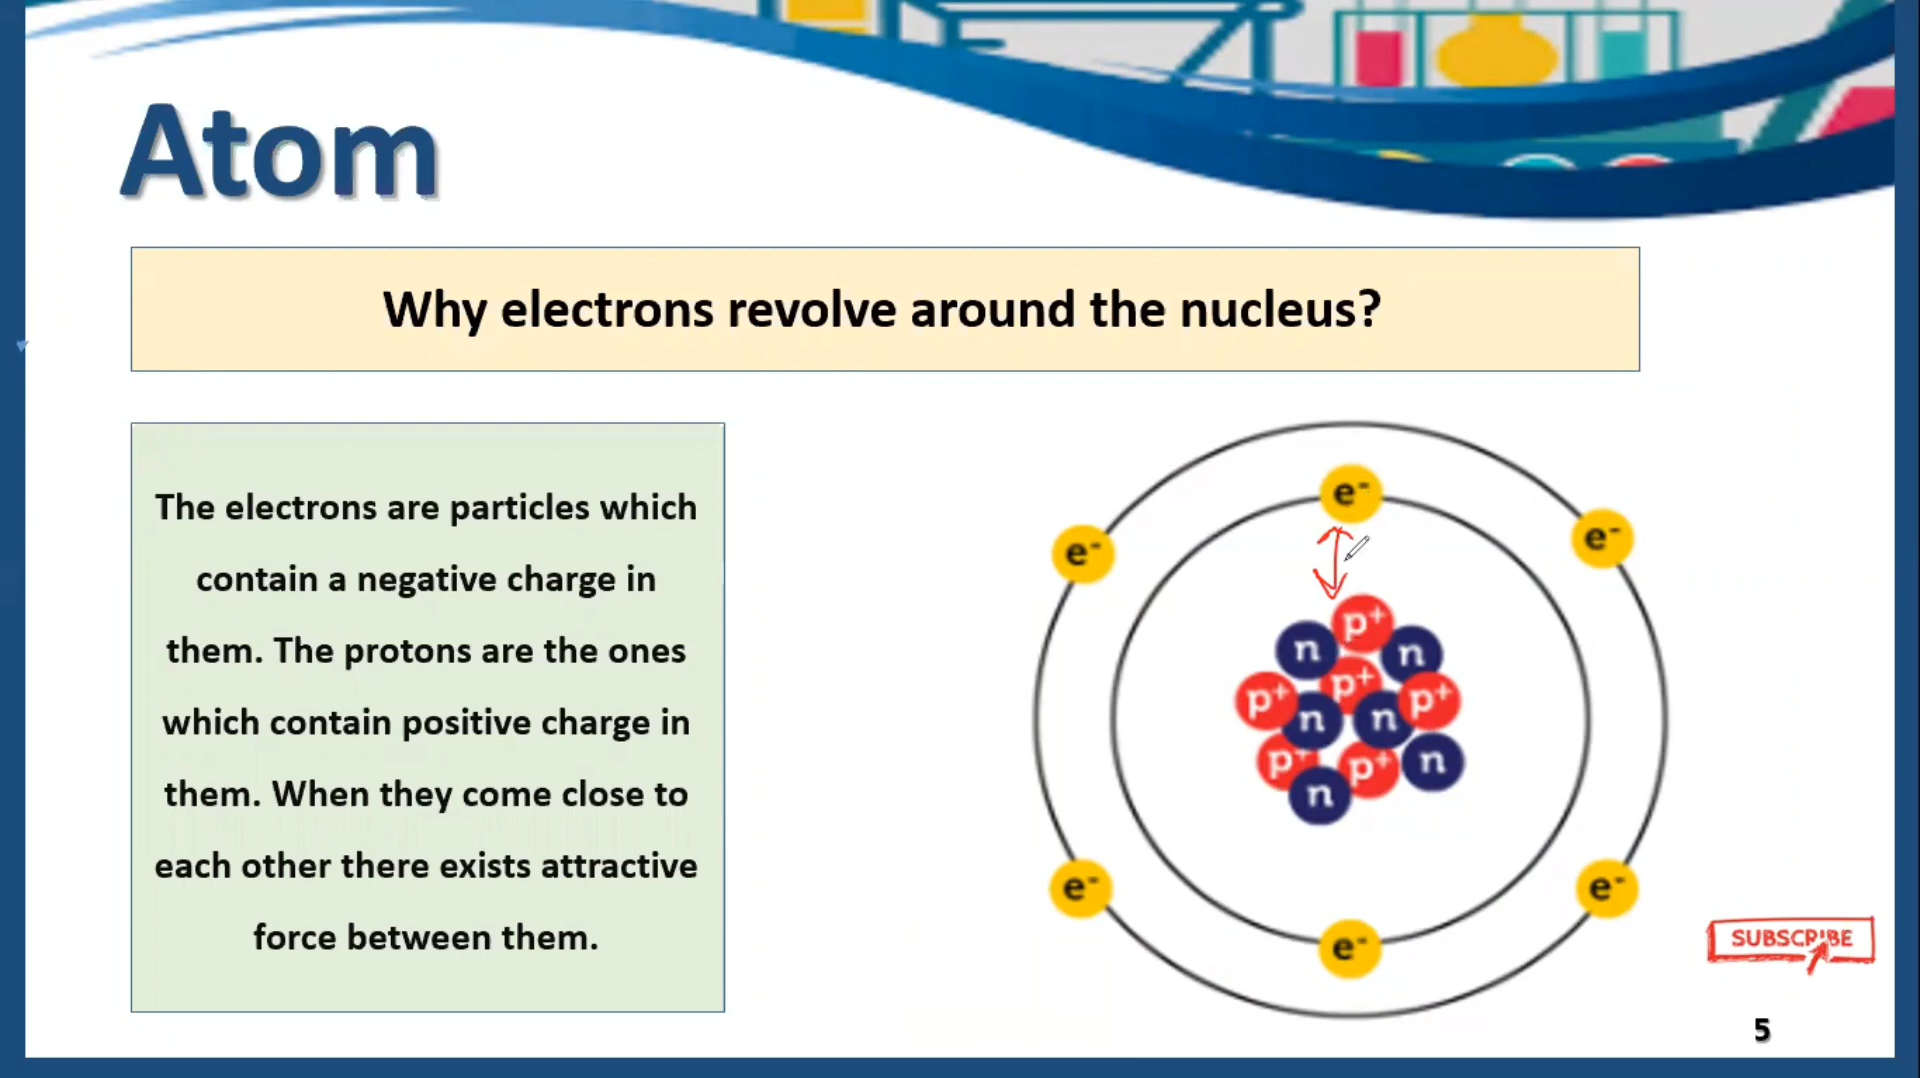 Atom
Why electrons revolve around the nucleus?
The electrons are particles which
contain a negative charge in
them. The protons are the ones
which contain positive charge in
them. When they come close to
each other there exists attractive
force between them.
e-
e-
e-
p+
n
n
p+
p+
p+
n
n
p+
p+
n
n
e-
e-
e-
SUBSCRIBE
5